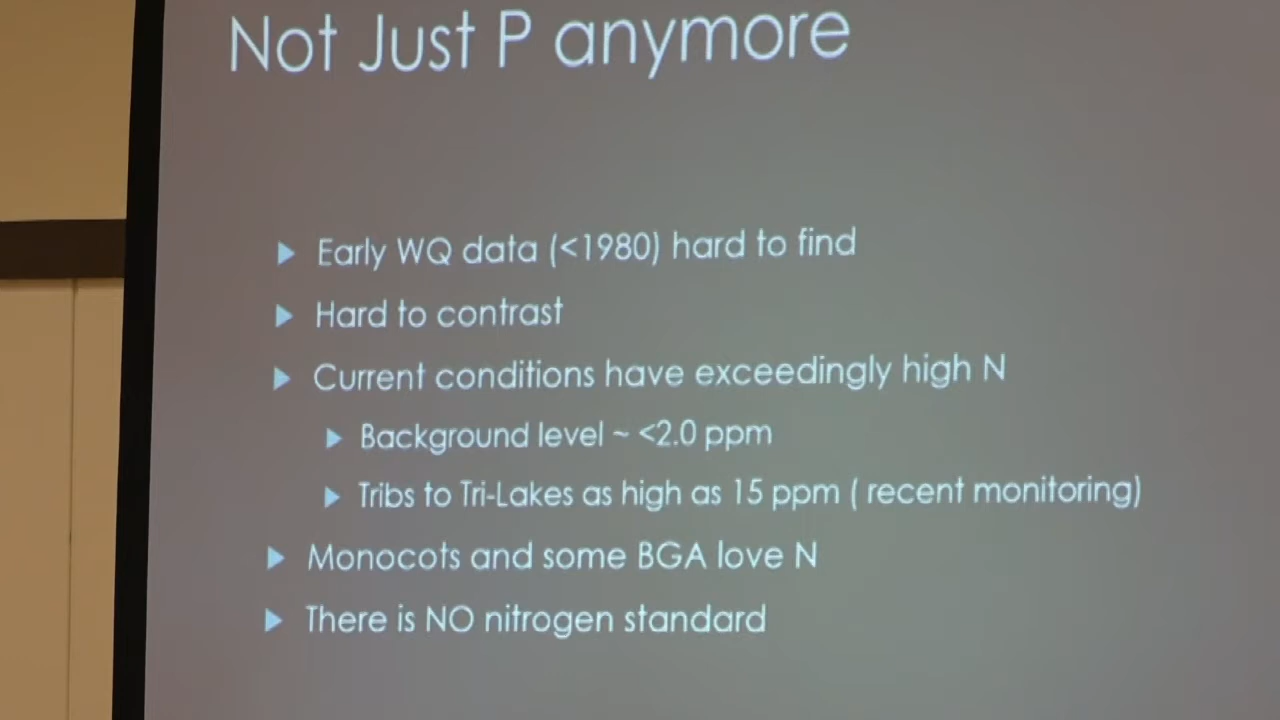 Not Just P anymore
Early WQ data (<1980) hard to find
Hard to contrast
Current conditions have exceedingly high N
Background level ~ <2.0 ppm
Tribs to Tri-Lakes as high as 15 ppm ( recent monitoring)
Monocots and some BGA love N
There is NO nitrogen standard